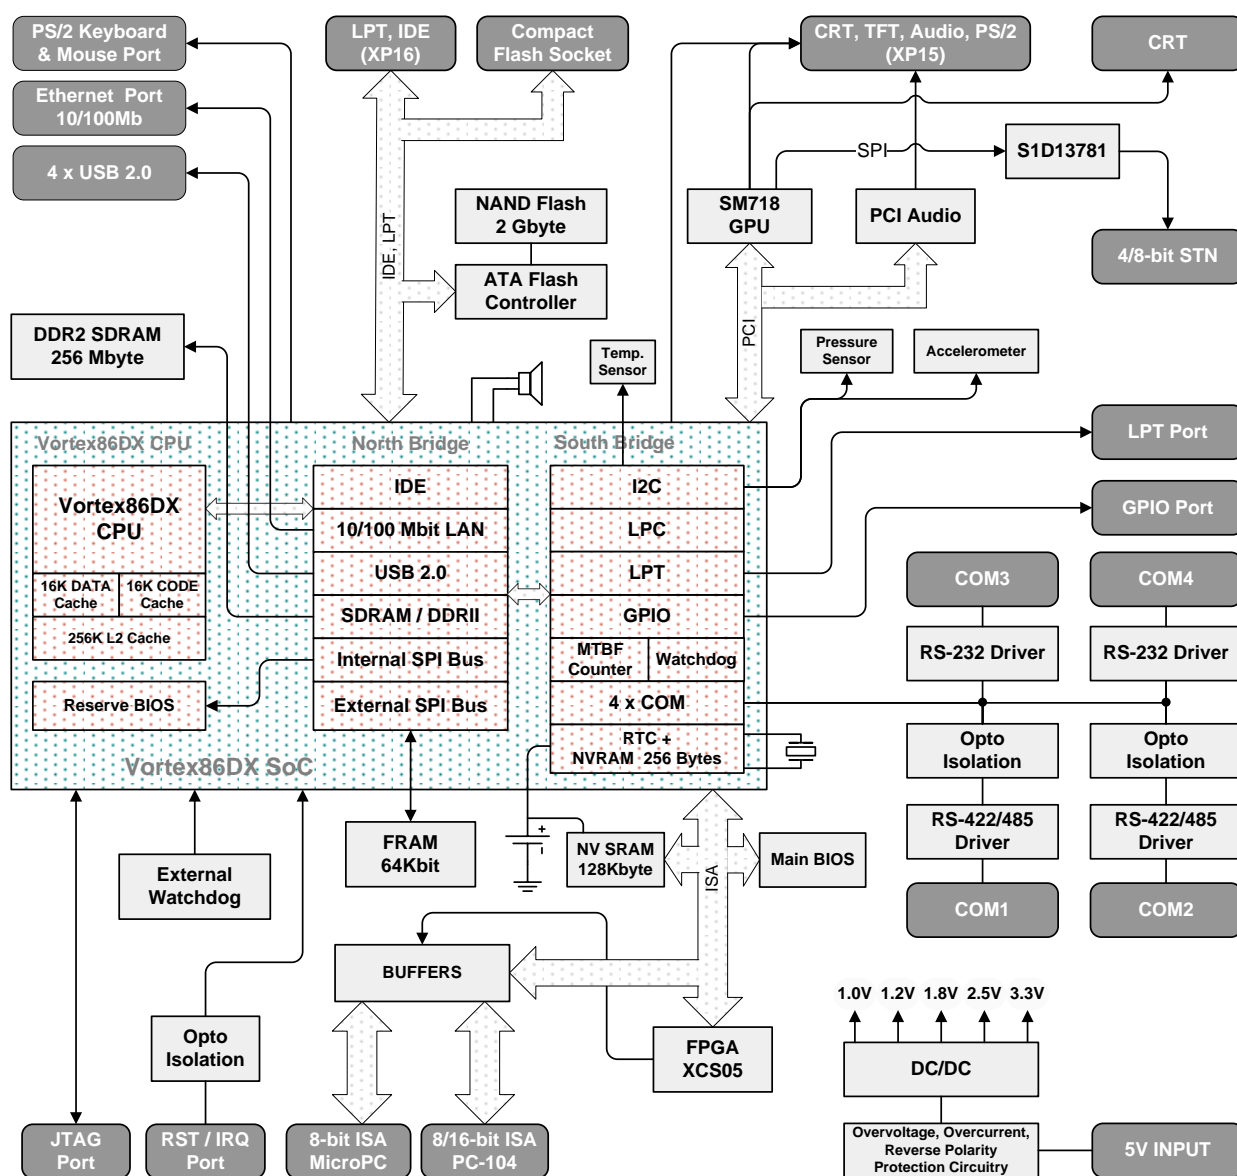 PS/2 Keyboard
& Mouse Port
LPT, IDE
(XP16)
Compact
Flash Socket
CRT, TFT, Audio, PS/2
(XP15)
CRT
Ethernet Port
10/100Mb
4 x USB 2.0
SPI
S1D13781
NAND Flash
2 Gbyte
SM718
GPU
PCI Audio
IDE, LPT
4/8-bit STN
ATA Flash
Controller
DDR2 SDRAM
256 Mbyte
PCI
Temp.
Sensor
Pressure
Sensor
Accelerometer
Vortex86DX CPU
North Bridge
South Bridge
LPT Port
Vortex86DX
CPU
IDE
I2C
GPIO Port
10/100 Mbit LAN
LPC
USB 2.0
LPT
COM3
COM4
16K DATA
Cache
16K CODE
Cache
SDRAM / DDRII
GPIO
256K L2 Cache
Internal SPI Bus
MTBF
Counter
Watchdog
RS-232 Driver
RS-232 Driver
Reserve BIOS
External SPI Bus
4 x COM
RTC +
NVRAM 256 Bytes
Opto
Isolation
Opto
Isolation
Vortex86DX SoC
External
Watchdog
FRAM
64Kbit
+
-
NV SRAM
128Kbyte
ISA
Main BIOS
RS-422/485
Driver
RS-422/485
Driver
COM1
COM2
BUFFERS
1.0V 1.2V 1.8V 2.5V 3.3V
Opto
Isolation
FPGA
XCS05
DC/DC
JTAG
Port
RST / IRQ
Port
8-bit ISA
MicroPC
8/16-bit ISA
PC-104
Overvoltage, Overcurrent,
Reverse Polarity
Protection Circuitry
5V INPUT